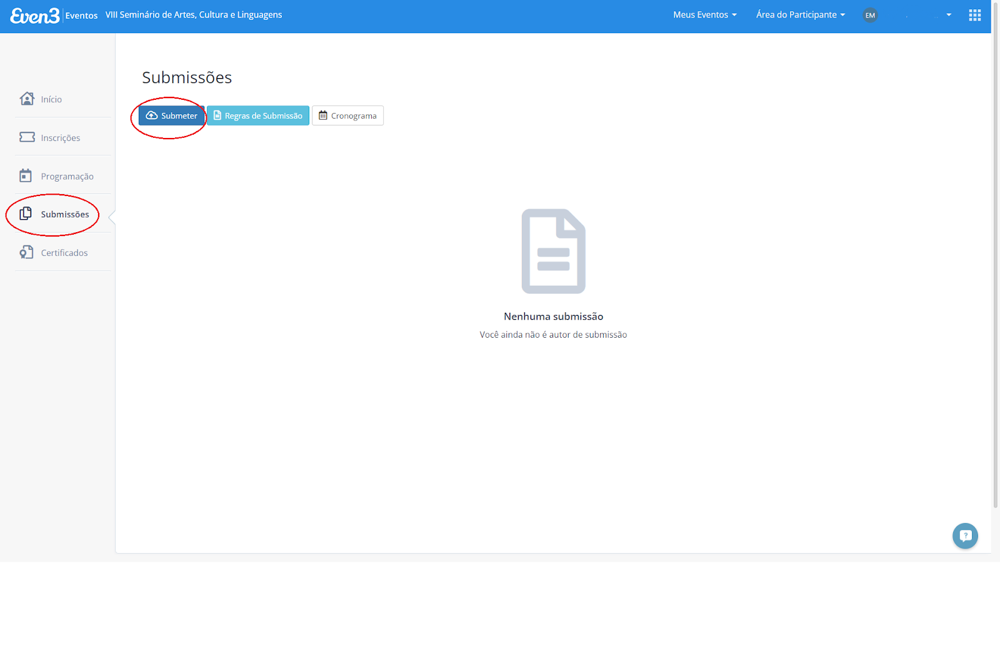 Even3 Eventos VIII Seminário de Artes, Cultura e Linguagens Meus Eventos Área do Participante EM
Submissões
Submeter Regras de Submissão Cronograma
Início
Inscrições
Programação
Submissões
Certificados
Nenhuma submissão
Você ainda não é autor de submissão
?